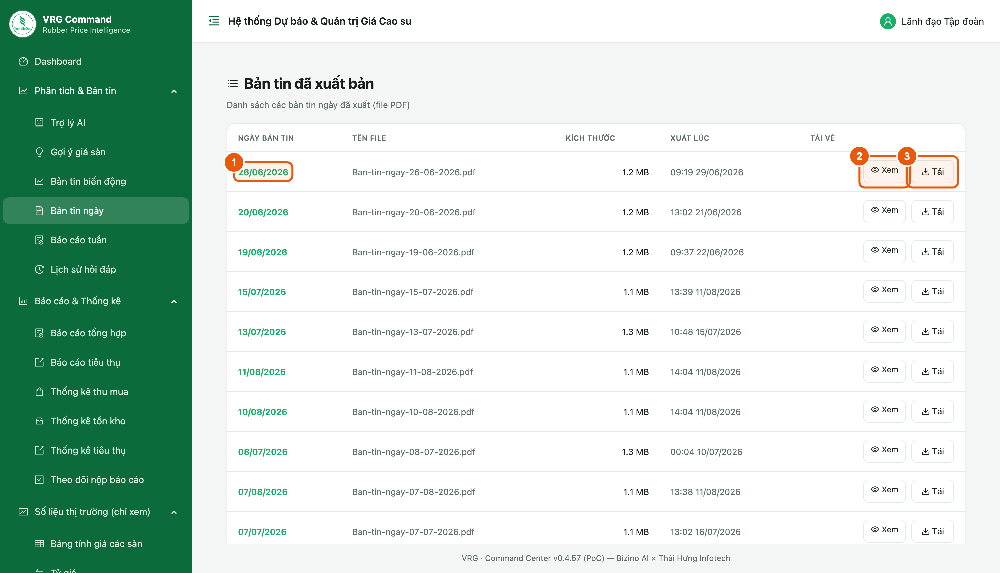 VRG Command
Rubber Price Intelligence
Dashboard
Phân tích & Bản tin
Trợ lý AI
Gợi ý giá sàn
Bản tin biến động
Bản tin ngày
Báo cáo tuần
Lịch sử hỏi đáp
Báo cáo & Thống kê
Báo cáo tổng hợp
Báo cáo tiêu thụ
Thống kê thu mua
Thống kê tồn kho
Thống kê tiêu thụ
Theo dõi nộp báo cáo
Số liệu thị trường (chỉ xem)
Bảng tính giá các sàn
Tỷ giá
Hệ thống Dự báo & Quản trị Giá Cao su
Lãnh đạo Tập đoàn
Bản tin đã xuất bản
Danh sách các bản tin ngày đã xuất (file PDF)
NGÀY BẢN TIN TÊN FILE KÍCH THƯỚC XUẤT LÚC TẢI VỀ
1 2 3
26/06/2026 Ban-tin-ngay-26-06-2026.pdf 1.2 MB 09:19 29/06/2026 Xem Tải
20/06/2026 Ban-tin-ngay-20-06-2026.pdf 1.2 MB 13:02 21/06/2026 Xem Tải
19/06/2026 Ban-tin-ngay-19-06-2026.pdf 1.2 MB 09:37 22/06/2026 Xem Tải
15/07/2026 Ban-tin-ngay-15-07-2026.pdf 1.1 MB 13:39 11/08/2026 Xem Tải
13/07/2026 Ban-tin-ngay-13-07-2026.pdf 1.3 MB 10:48 15/07/2026 Xem Tải
11/08/2026 Ban-tin-ngay-11-08-2026.pdf 1.1 MB 14:04 11/08/2026 Xem Tải
10/08/2026 Ban-tin-ngay-10-08-2026.pdf 1.1 MB 14:04 11/08/2026 Xem Tải
08/07/2026 Ban-tin-ngay-08-07-2026.pdf 1.3 MB 00:04 10/07/2026 Xem Tải
07/08/2026 Ban-tin-ngay-07-08-2026.pdf 1.1 MB 13:38 11/08/2026 Xem Tải
07/07/2026 Ban-tin-ngay-07-07-2026.pdf 1.1 MB 13:02 16/07/2026 Xem Tải
VRG · Command Center v0.4.57 (PoC) — Bizino AI × Thái Hưng Infotech